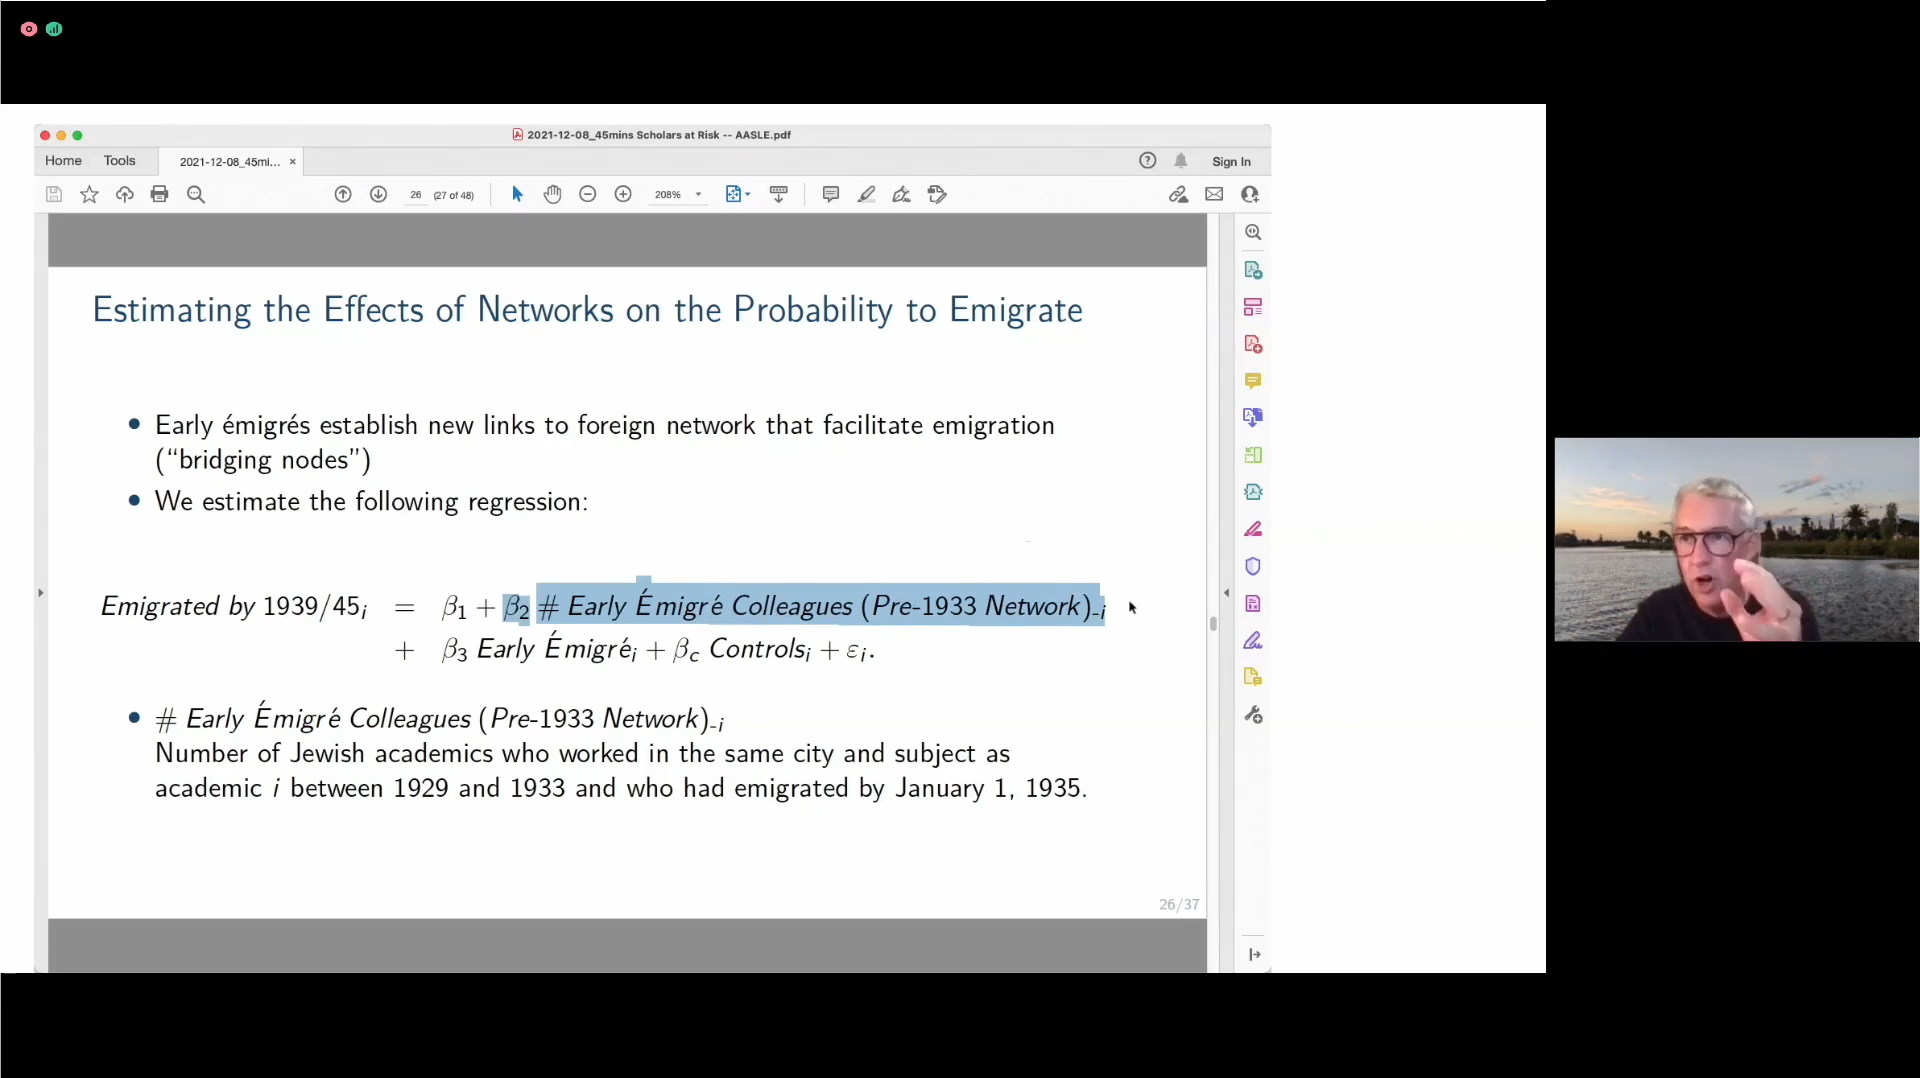 2021-12-08_45mins Scholars at Risk -- AASLE.pdf
Home Tools 2021-12-08_45mi... × Sign In
26 (27 of 48) 208%
Estimating the Effects of Networks on the Probability to Emigrate
• Early émigrés establish new links to foreign network that facilitate emigration
(“bridging nodes”)
• We estimate the following regression:
Emigrated by 1939/45i = β1 + β2 # Early Émigré Colleagues (Pre-1933 Network)-i
+ β3 Early Émigréi + βc Controlsi + εi.
• # Early Émigré Colleagues (Pre-1933 Network)-i
Number of Jewish academics who worked in the same city and subject as
academic i between 1929 and 1933 and who had emigrated by January 1, 1935.
26/37